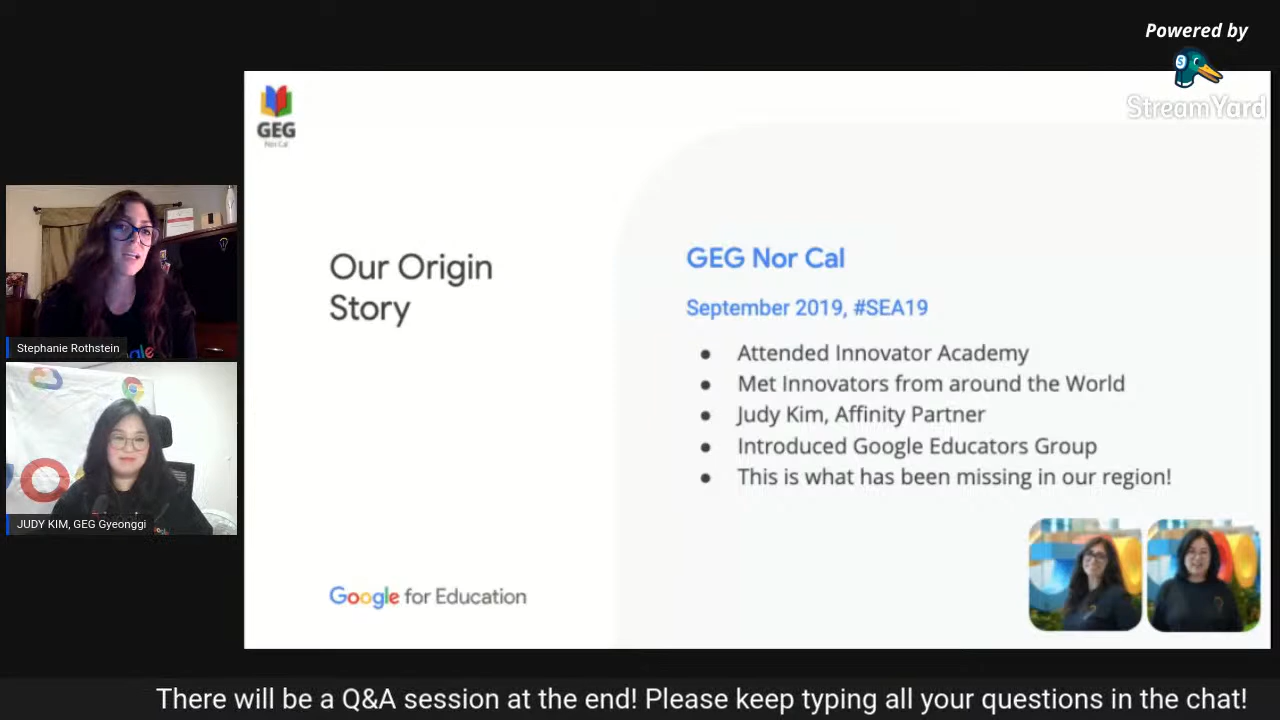 Powered by
StreamYard
GEG
Nor Cal
Our Origin
Story
GEG Nor Cal
September 2019, #SEA19
● Attended Innovator Academy
● Met Innovators from around the World
● Judy Kim, Affinity Partner
● Introduced Google Educators Group
● This is what has been missing in our region!
Google for Education
Stephanie Rothstein
JUDY KIM, GEG Gyeonggi
There will be a Q&A session at the end! Please keep typing all your questions in the chat!